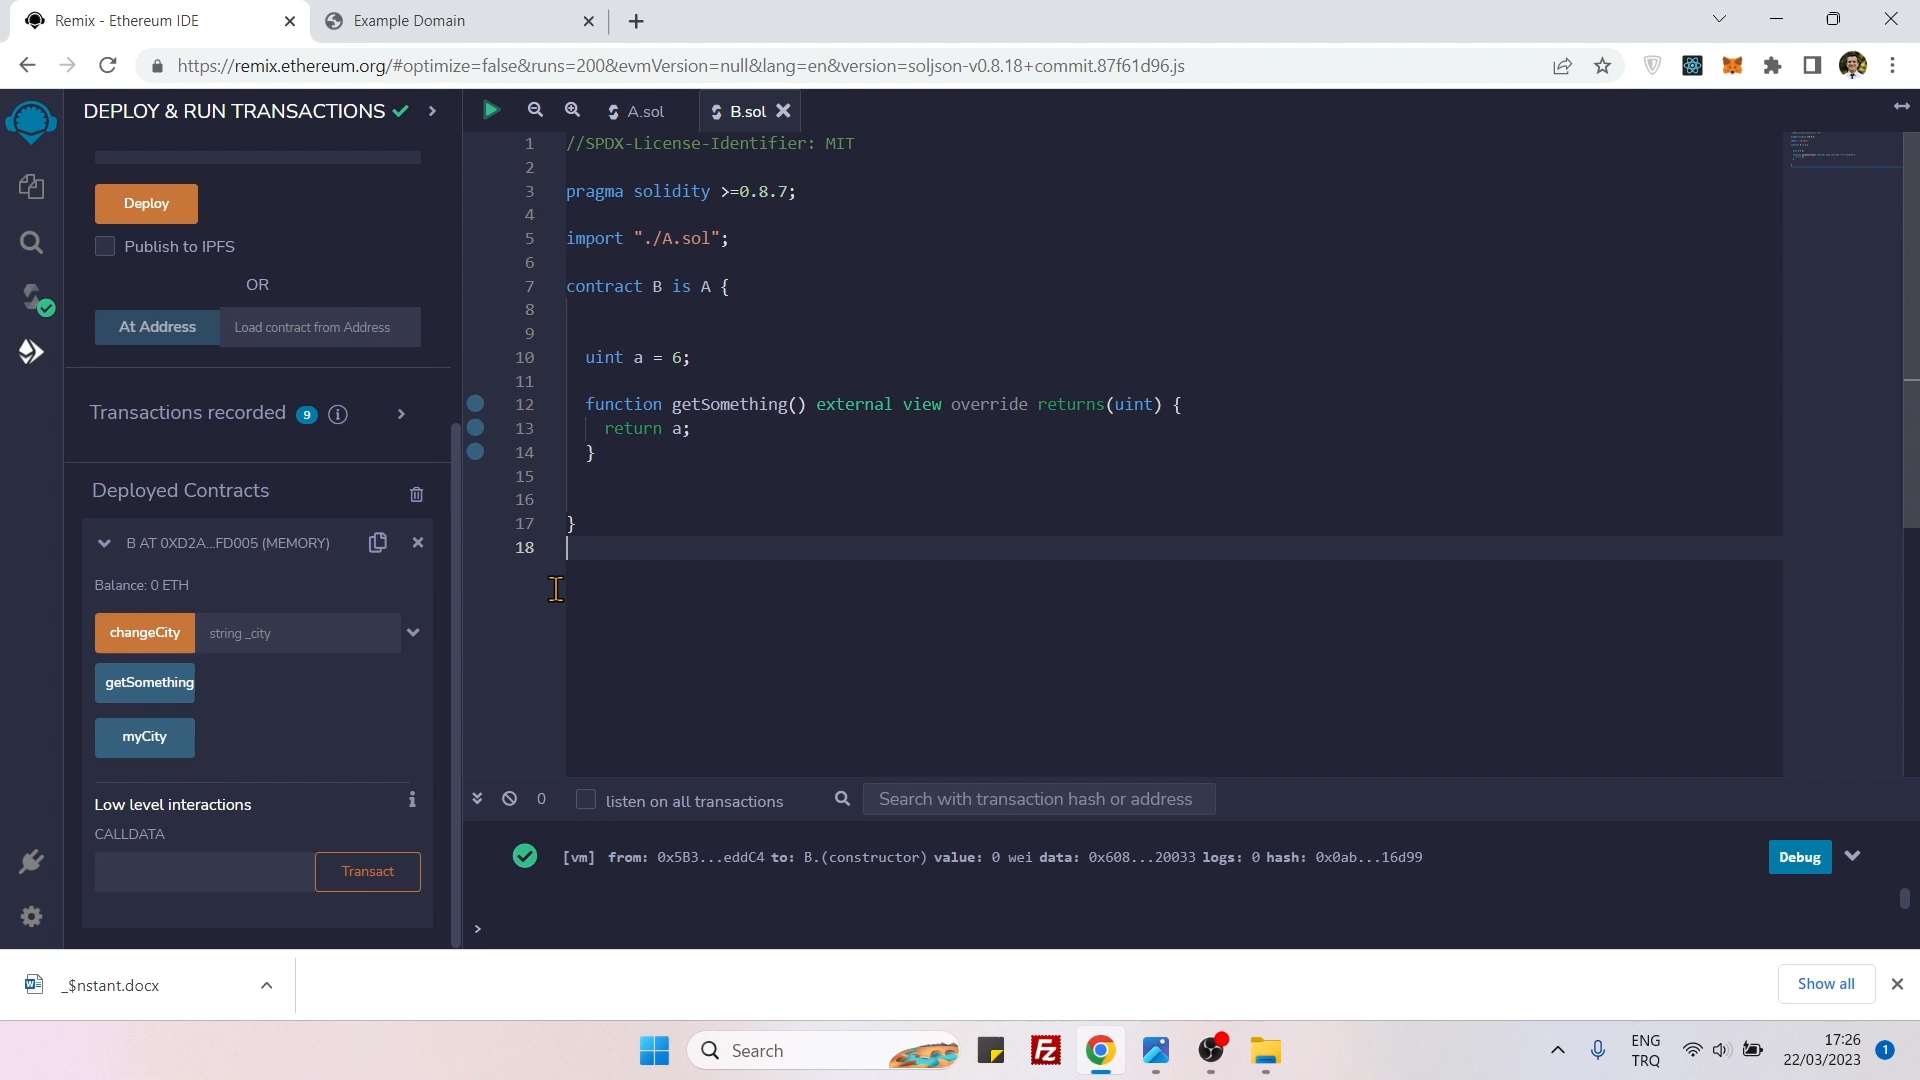 Remix - Ethereum IDE
Example Domain
https://remix.ethereum.org/#optimize=false&runs=200&evmVersion=null&lang=en&version=soljson-v0.8.18+commit.87f61d96.js
DEPLOY & RUN TRANSACTIONS
Deploy
Publish to IPFS
OR
At Address
Load contract from Address
Transactions recorded 9 i
Deployed Contracts
B AT 0XD2A...FD005 (MEMORY)
Balance: 0 ETH
changeCity
string _city
getSomething
myCity
Low level interactions
CALLDATA
Transact
A.sol
B.sol
1 //SPDX-License-Identifier: MIT
2
3 pragma solidity >=0.8.7;
4
5 import "./A.sol";
6
7 contract B is A {
8
9
10 uint a = 6;
11
12 function getSomething() external view override returns(uint) {
13 return a;
14 }
15
16
17 }
18
0
listen on all transactions
Search with transaction hash or address
[vm] from: 0x5B3...eddC4 to: B.(constructor) value: 0 wei data: 0x608...20033 logs: 0 hash: 0x0ab...16d99
Debug
>
_$nstant.docx
Show all
Search
ENG
TRQ
17:26
22/03/2023
1